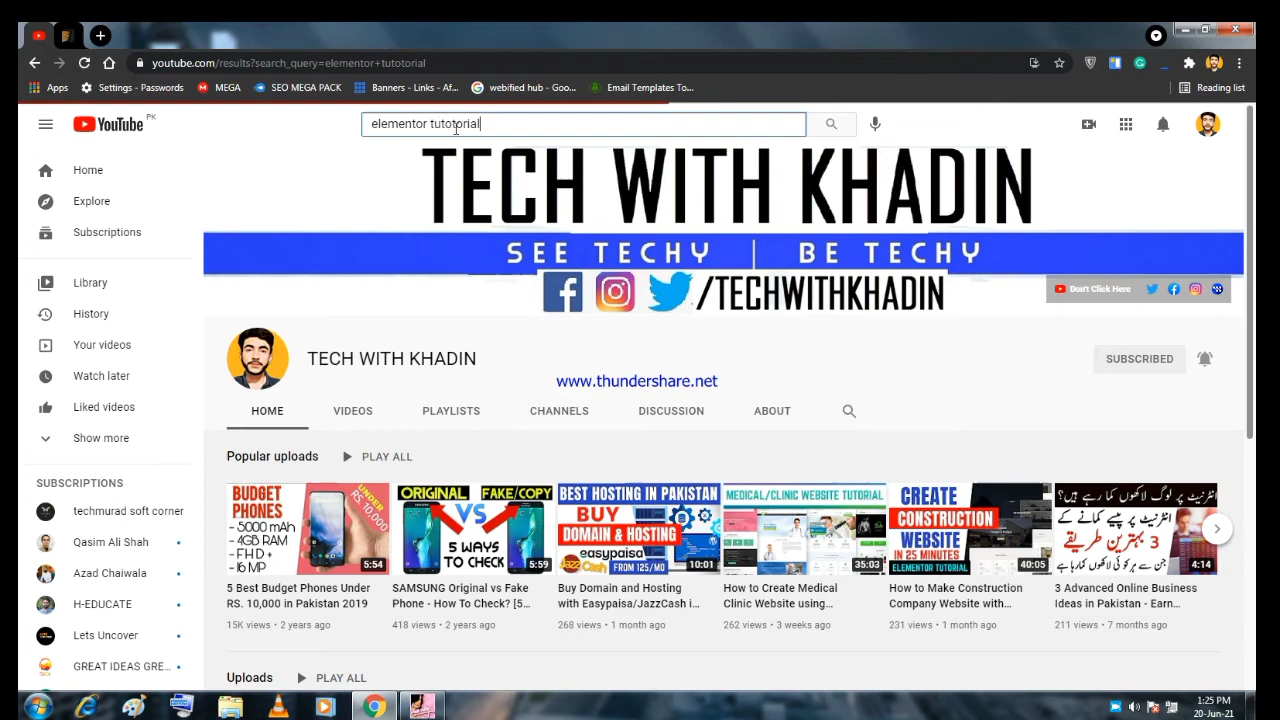 youtube.com/results?search_query=elementor+tutotorial
Apps
Settings - Passwords
MEGA
SEO MEGA PACK
Banners - Links - Af...
webified hub - Goo...
Email Templates To...
Reading list
YouTube PK
elementor tutotorial
TECH WITH KHADIN
SEE TECHY | BE TECHY
/TECHWITHKHADIN
Don't Click Here
Home
Explore
Subscriptions
Library
History
Your videos
Watch later
Liked videos
Show more
SUBSCRIPTIONS
techmurad soft corner
Qasim Ali Shah
Azad Chaiwala
H-EDUCATE
Lets Uncover
GREAT IDEAS GRE...
TECH WITH KHADIN
SUBSCRIBED
www.thundershare.net
HOME
VIDEOS
PLAYLISTS
CHANNELS
DISCUSSION
ABOUT
Popular uploads
PLAY ALL
BUDGET
PHONES
UNDER
RS. 10,000
- 5000 mAh
- 4GB RAM
- FHD+
- 16 MP
5:54
5 Best Budget Phones Under
RS. 10,000 in Pakistan 2019
15K views • 2 years ago
ORIGINAL
FAKE/COPY
VS
5 WAYS
TO CHECK
5:59
SAMSUNG Original vs Fake
Phone - How To Check? [5...
418 views • 2 years ago
BEST HOSTING IN PAKISTAN
BUY
DOMAIN & HOSTING
easypaisa
JazzCash
FROM 125/MO
10:01
Buy Domain and Hosting
with Easypaisa/JazzCash i...
268 views • 1 month ago
MEDICAL/CLINIC WEBSITE TUTORIAL
35:03
How to Create Medical
Clinic Website using...
262 views • 3 weeks ago
CREATE
CONSTRUCTION
WEBSITE
IN 25 MINUTES
ELEMENTOR TUTORIAL
40:05
How to Make Construction
Company Website with...
231 views • 1 month ago
انٹرنیٹ پر لوگ لاکھوں کما رہے ہیں؟
انٹرنیٹ پر پیسے کمانے کے
3 بہترین طریقے
4:14
3 Advanced Online Business
Ideas in Pakistan - Earn...
211 views • 7 months ago
Uploads
PLAY ALL
1:25 PM
20-Jun-21